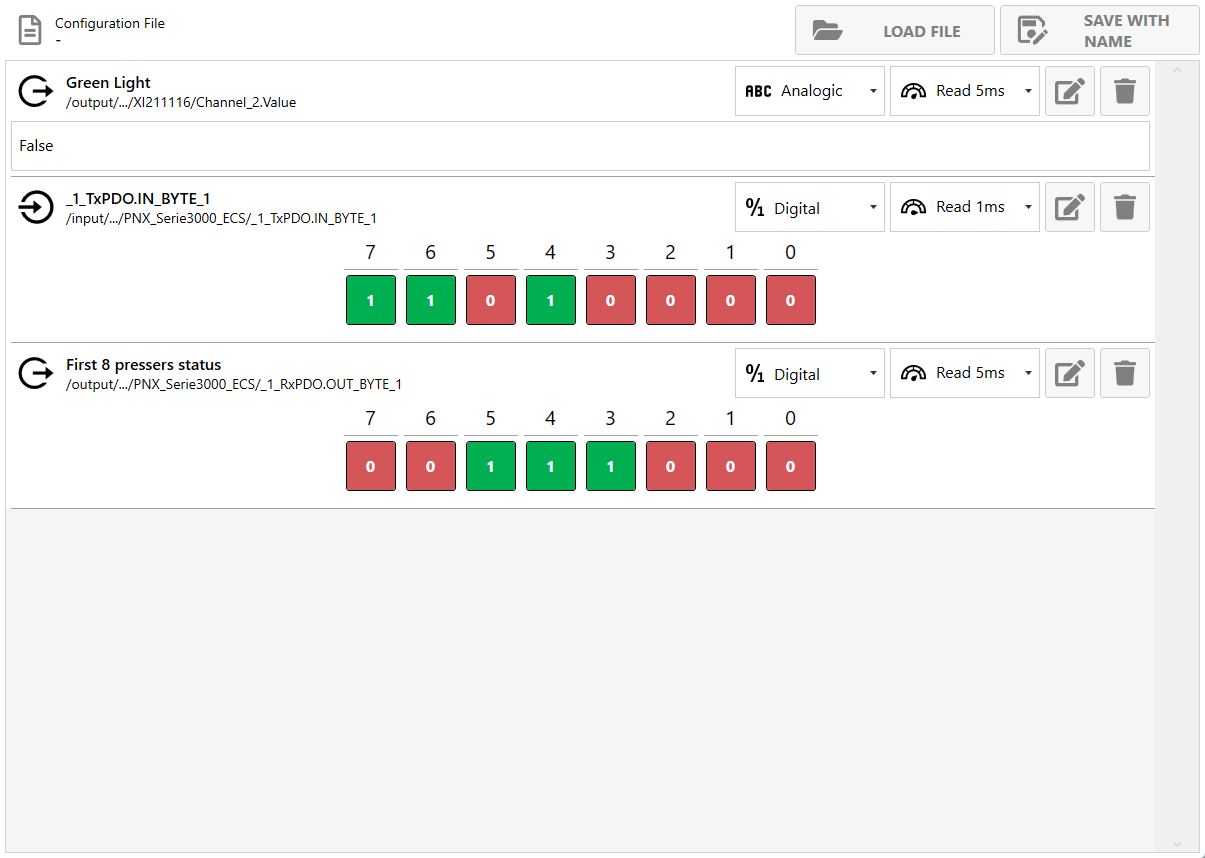 Configuration File
-
LOAD FILE
SAVE WITH
NAME
Green Light
/output/.../XI211116/Channel_2.Value
ABC Analogic
Read 5ms
False
_1_TxPDO.IN_BYTE_1
/input/.../PNX_Serie3000_ECS/_1_TxPDO.IN_BYTE_1
0/1 Digital
Read 1ms
7 6 5 4 3 2 1 0
1 1 0 1 0 0 0 0
First 8 pressers status
/output/.../PNX_Serie3000_ECS/_1_RxPDO.OUT_BYTE_1
0/1 Digital
Read 5ms
7 6 5 4 3 2 1 0
0 0 1 1 1 0 0 0